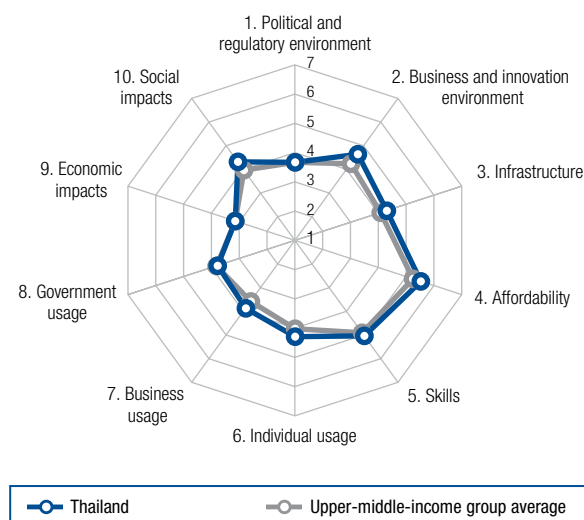 1. Political and
regulatory environment
7
10. Social
impacts
2. Business and innovation
environment
6
5
9. Economic
impacts
4
3. Infrastructure
3
2
1
8. Government
usage
4. Affordability
7. Business
usage
5. Skills
6. Individual usage
Thailand
Upper-middle-income group average